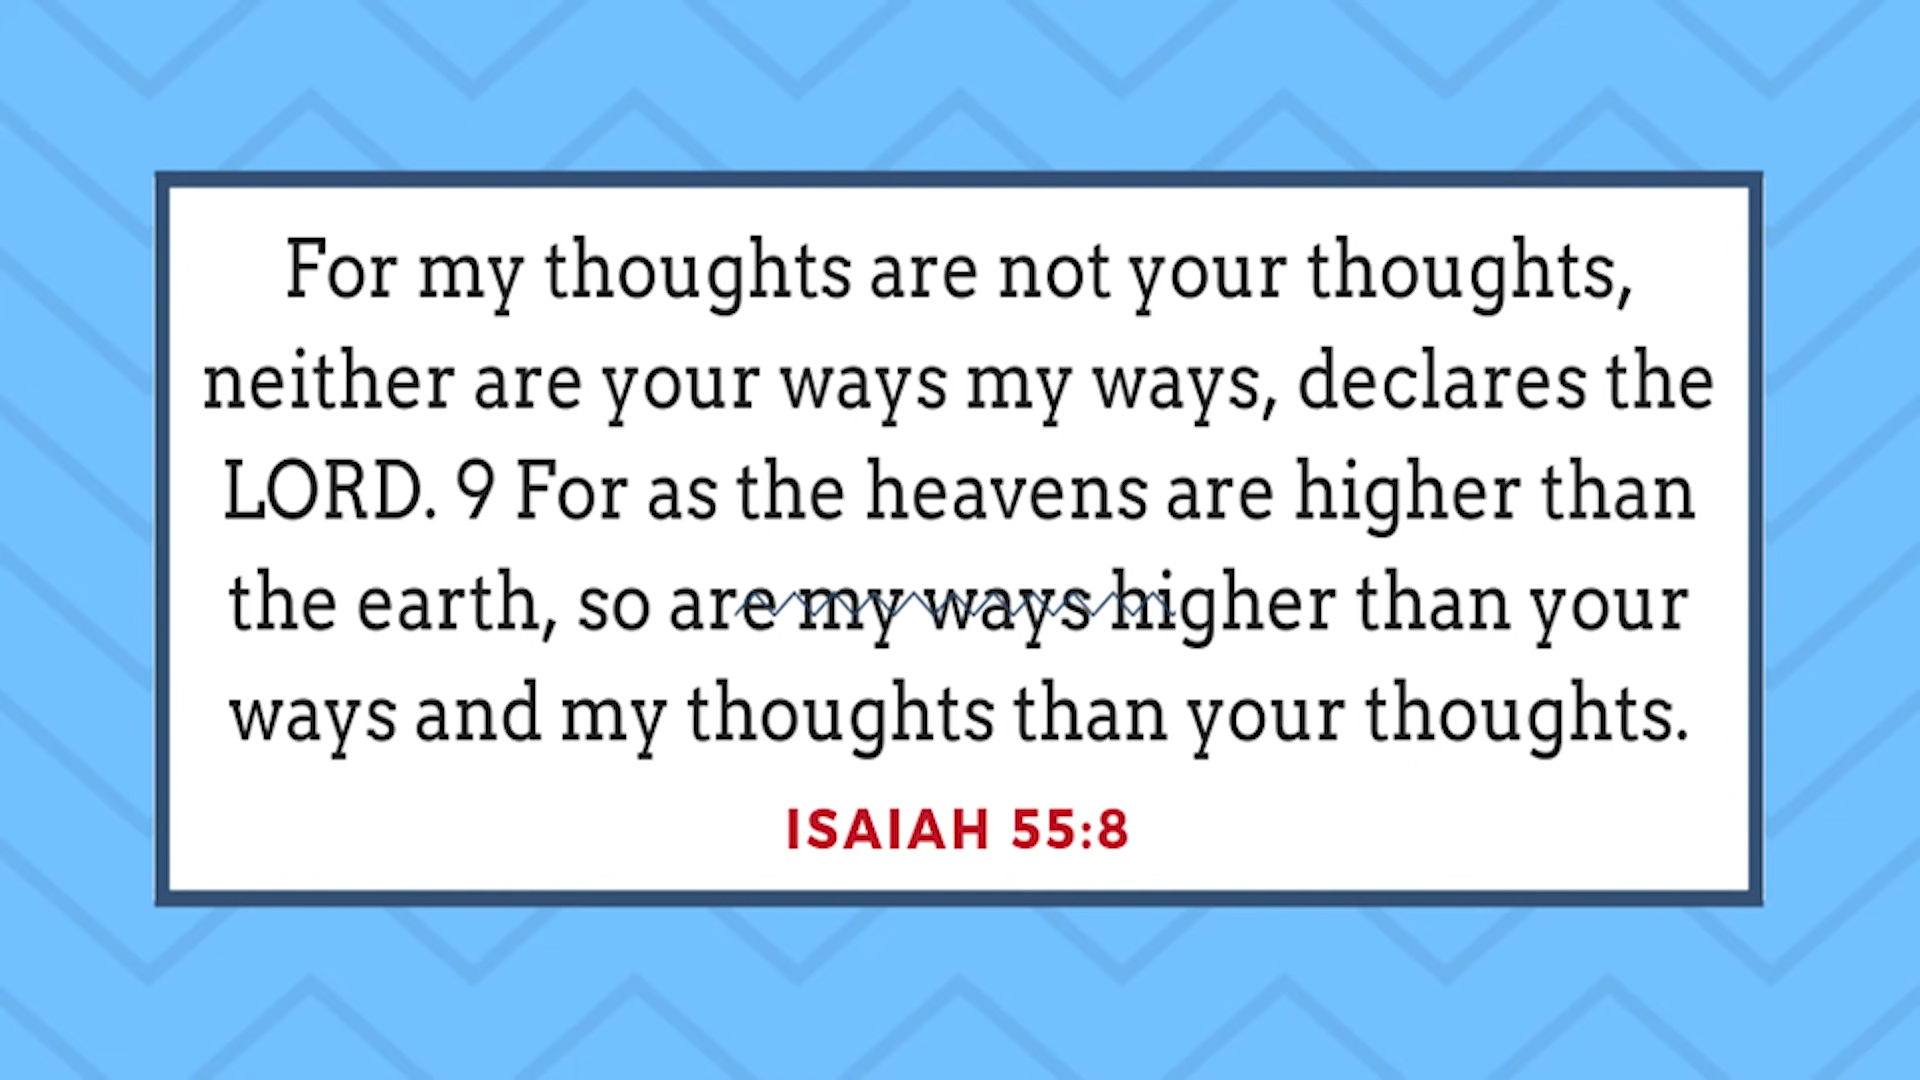 For my thoughts are not your thoughts,
neither are your ways my ways, declares the
LORD. 9 For as the heavens are higher than
the earth, so are my ways higher than your
ways and my thoughts than your thoughts.
ISAIAH 55:8